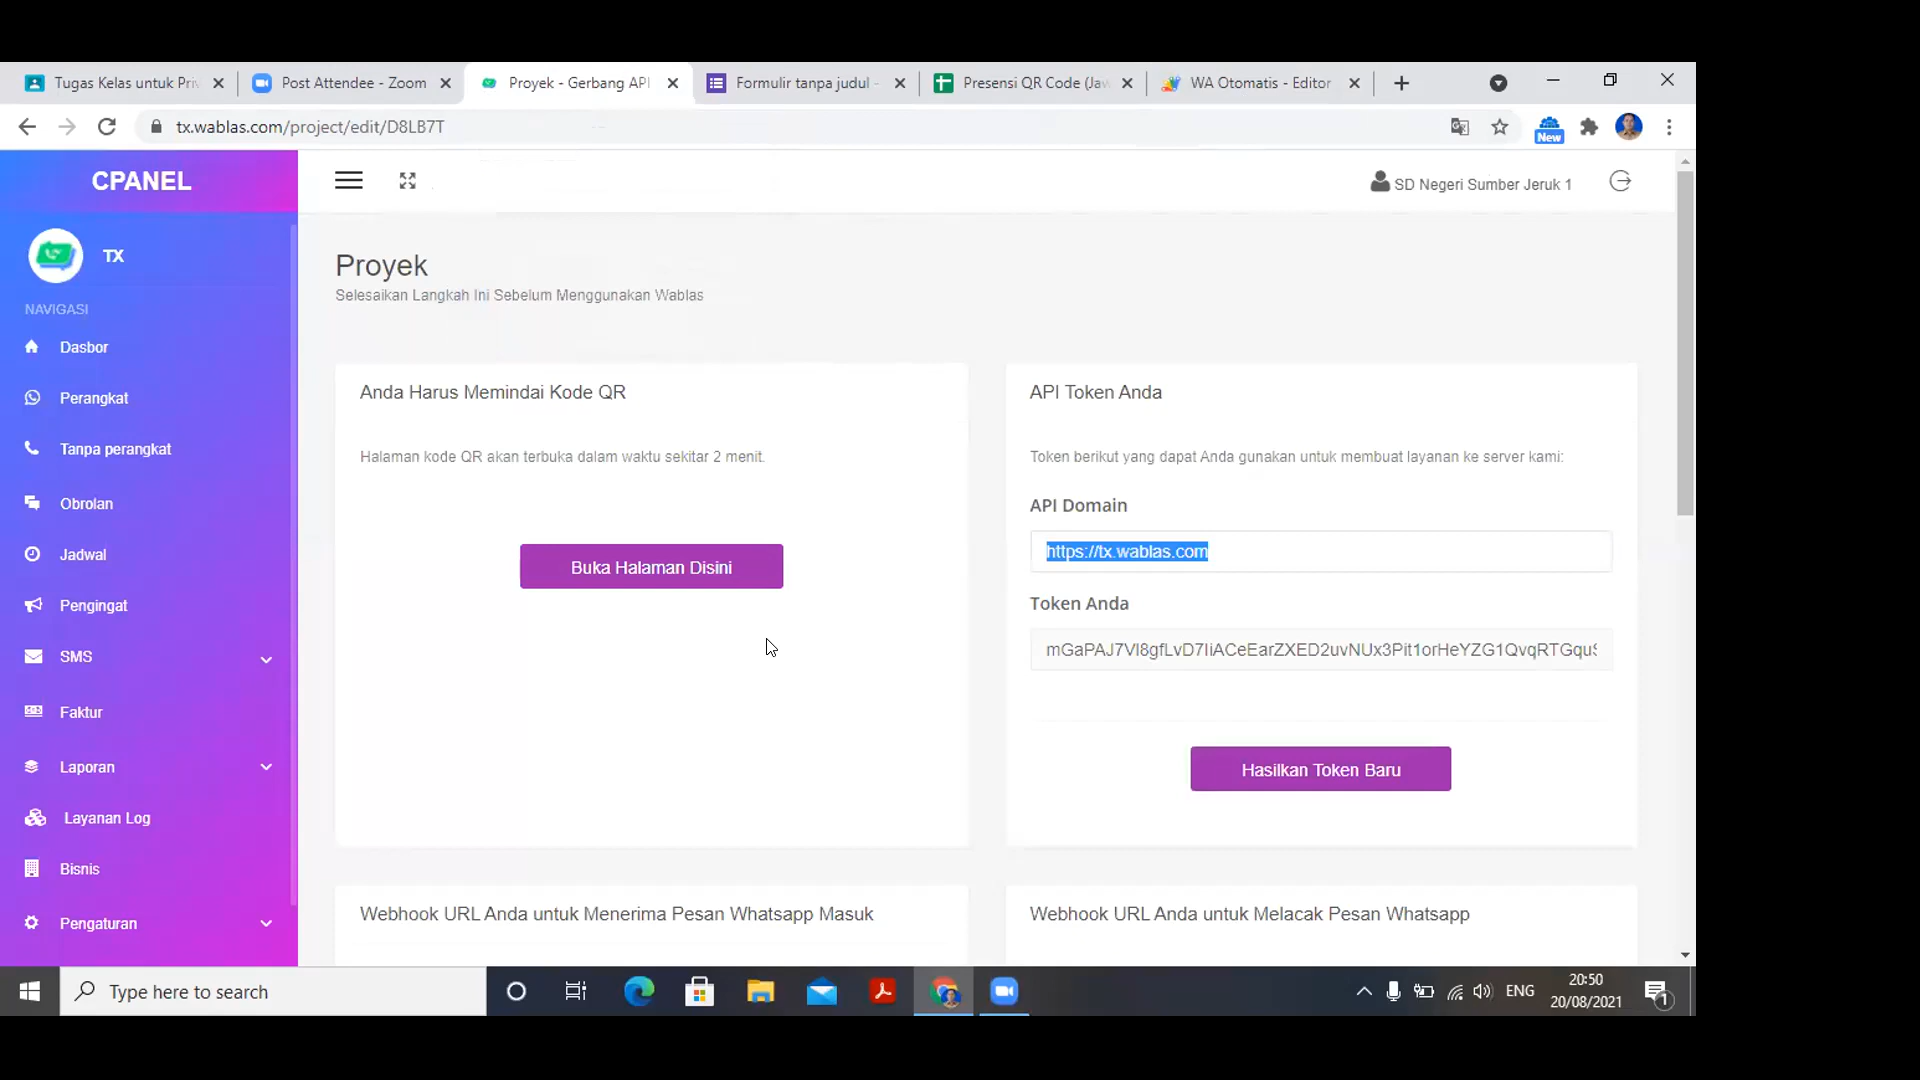 Tugas Kelas untuk Priv
Post Attendee - Zoom
Proyek - Gerbang API
Formulir tanpa judul -
Presensi QR Code (Jaw
WA Otomatis - Editor
tx.wablas.com/project/edit/D8LB7T
New
CPANEL
SD Negeri Sumber Jeruk 1
TX
NAVIGASI
Dasbor
Perangkat
Tanpa perangkat
Obrolan
Jadwal
Pengingat
SMS
Faktur
Laporan
Layanan Log
Bisnis
Pengaturan
Proyek
Selesaikan Langkah Ini Sebelum Menggunakan Wablas
Anda Harus Memindai Kode QR
Halaman kode QR akan terbuka dalam waktu sekitar 2 menit.
Buka Halaman Disini
API Token Anda
Token berikut yang dapat Anda gunakan untuk membuat layanan ke server kami:
API Domain
https://tx.wablas.com
Token Anda
Hasilkan Token Baru
Webhook URL Anda untuk Menerima Pesan Whatsapp Masuk
Webhook URL Anda untuk Melacak Pesan Whatsapp
Type here to search
ENG
20:50
20/08/2021
1